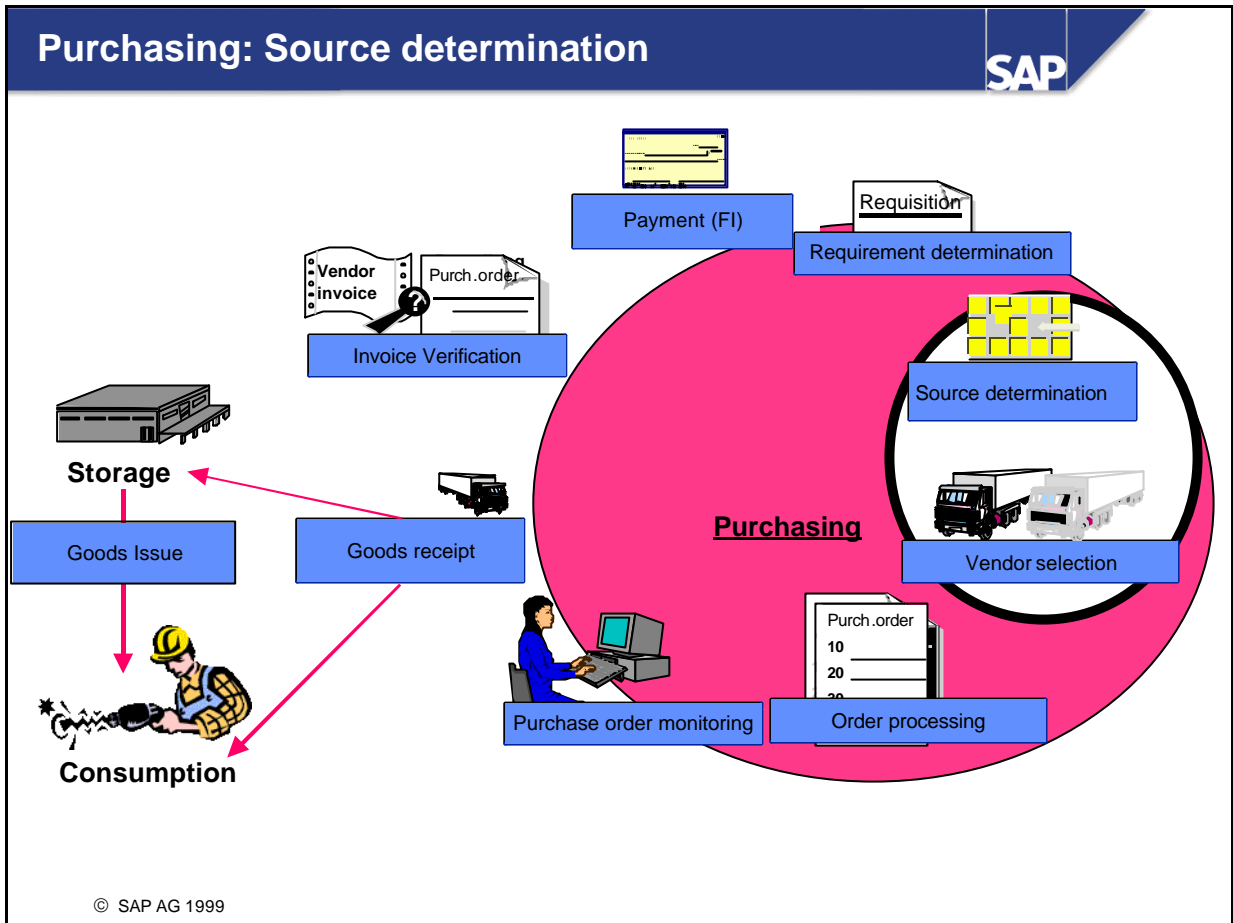 Purchasing: Source determination
SAP
Payment (FI)
Requisition
Requirement determination
Vendor
invoice
?
Purch.order
Invoice Verification
Source determination
Storage
Goods Issue
Goods receipt
Purchasing
Vendor selection
Purch.order
10
20
Purchase order monitoring
Order processing
Consumption
© SAP AG 1999